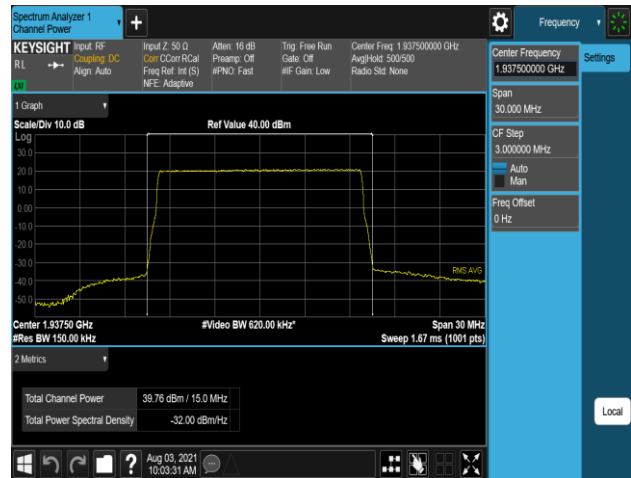 Spectrum Analyzer 1
Channel Power
Frequency
KEYSIGHT
RL
LXI
Input: RF
Coupling: DC
Align: Auto
Input Z: 50 Ω
Corr CCorr RCal
Freq Ref: Int (S)
NFE: Adaptive
Atten: 16 dB
Preamp: Off
#PNO: Fast
Trig: Free Run
Gate: Off
#IF Gain: Low
Center Freq: 1.937500000 GHz
Avg|Hold: 500/500
Radio Std: None
Center Frequency
1.937500000 GHz
Settings
Span
30.000 MHz
CF Step
3.000000 MHz
Auto
Man
Freq Offset
0 Hz
1 Graph
Scale/Div 10.0 dB
Ref Value 40.00 dBm
Log
30.0
20.0
10.0
0.00
-10.0
-20.0
-30.0
-40.0
-50.0
RMS AVG
Center 1.93750 GHz
#Video BW 620.00 kHz*
Span 30 MHz
#Res BW 150.00 kHz
Sweep 1.67 ms (1001 pts)
2 Metrics
Total Channel Power 39.76 dBm / 15.0 MHz
Total Power Spectral Density -32.00 dBm/Hz
Local
?
Aug 03, 2021
10:03:31 AM